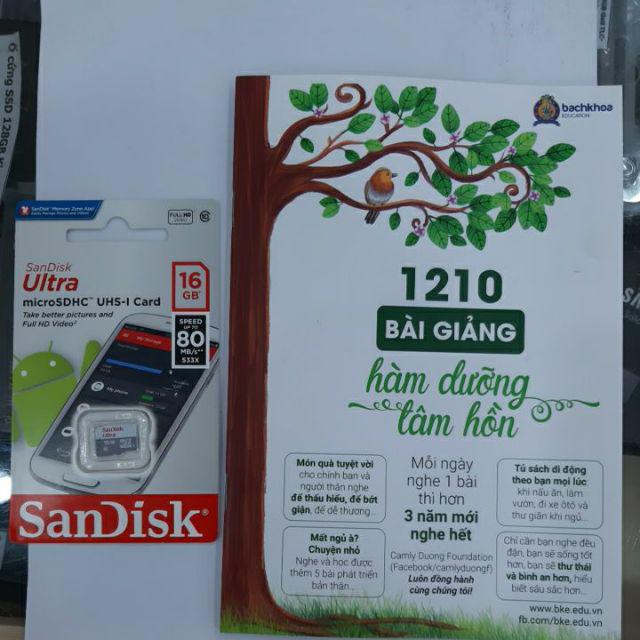 Ổ cứng SSD 128GB
SanDisk® Memory Zone App
FULL HD
SanDisk
Ultra
microSDHC™ UHS-I Card
Take better pictures and
Full HD Video
16
GB
SPEED
UP TO
80
MB/s**
533X
My Storage
My phone
SanDisk
Ultra
SanDisk
bachkhoa
EDUCATION
1210
BÀI GIẢNG
hàm dưỡng
tâm hồn
Món quà tuyệt vời
cho chính bạn và
người thân nghe
để thấu hiểu, để bớt
giận, để dễ thương...
Mất ngủ à?
Chuyện nhỏ
Nghe và học được
thêm 5 bài phát triển
bản thân...
Mỗi ngày
nghe 1 bài
thì hơn
3 năm mới
nghe hết
Camly Duong Foundation
(Facebook/camlyduongf)
Luôn đồng hành
cùng chúng tôi!
Tủ sách di động
theo bạn mọi lúc
khi nấu ăn, làm
vườn, đi xe ôtô và
thư giãn khi ngủ...
Chỉ cần bạn nghe đều
đặn, bạn sẽ sống tốt
hơn, bạn sẽ thư thái
và bình an hơn, hiểu
biết sâu sắc hơn...
www.bke.edu.vn
fb.com/bke.edu.vn